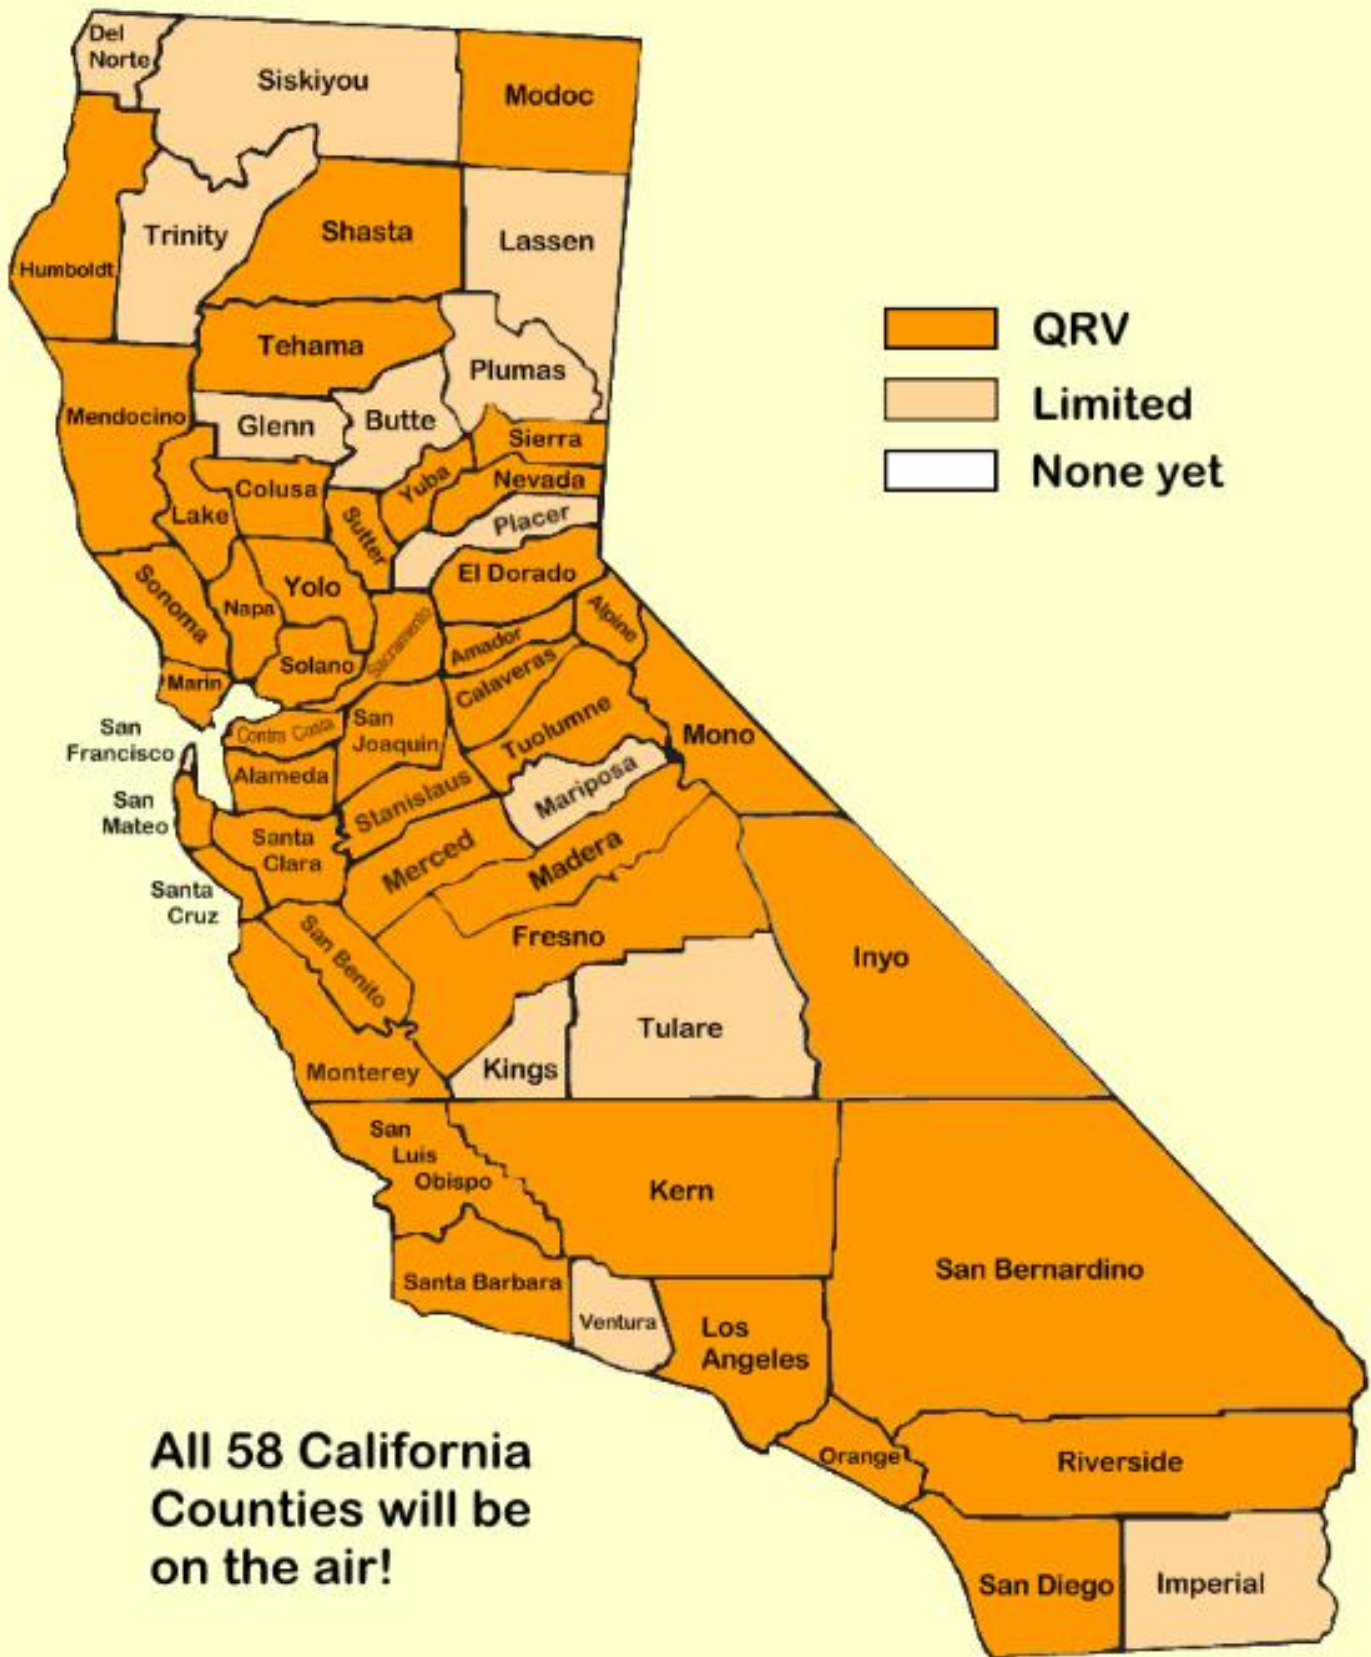 Del
Norte
Siskiyou
Modoc
Trinity
Shasta
Lassen
Humboldt
QRV
Tehama
Plumas
Limited
Mendocino
Glenn
Butte
Sierra
None yet
Colusa
Yuba
Nevada
Lake
Sutter
Placer
Sonoma
Napa
Yolo
El Dorado
Sacramento
Alpine
Amador
Solano
Calaveras
Marin
San
Francisco
Contra Costa
San
Joaquin
Tuolumne
Mono
Alameda
Stanislaus
Mariposa
San
Mateo
Santa
Clara
Merced
Madera
Santa
Cruz
San Benito
Fresno
Inyo
Tulare
Kings
Monterey
San
Luis
Obispo
Kern
San Bernardino
Santa Barbara
Ventura
Los
Angeles
Orange
Riverside
San Diego
Imperial
All 58 California
Counties will be
on the air!